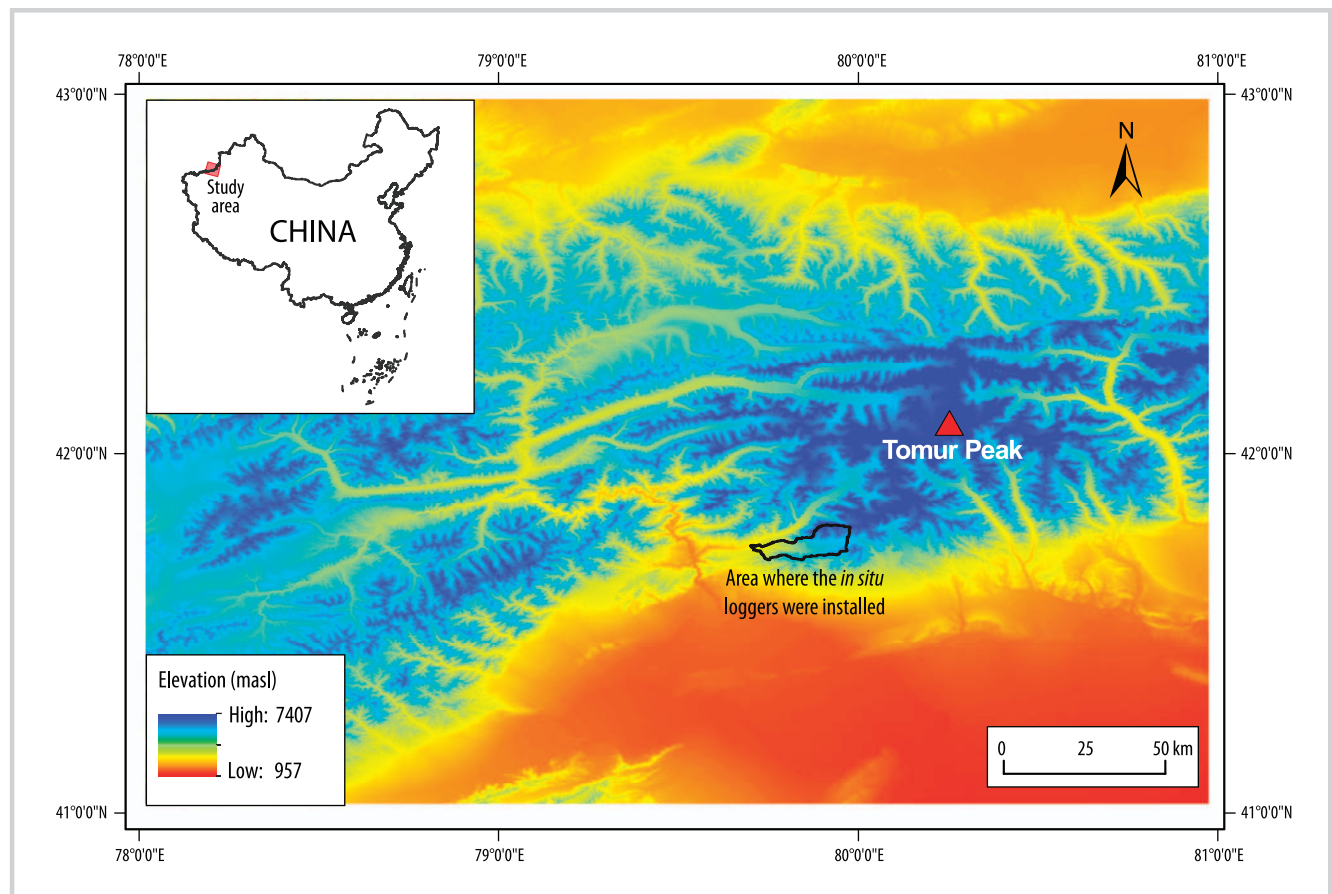 78°0'0"E 79°0'0"E 80°0'0"E 81°0'0"E
43°0'0"N 43°0'0"N
N
Study
area
CHINA
Tomur Peak
42°0'0"N 42°0'0"N
Area where the in situ
loggers were installed
Elevation (masl)
High: 7407
Low: 957
0 25 50 km
41°0'0"N 41°0'0"N
78°0'0"E 79°0'0"E 80°0'0"E 81°0'0"E